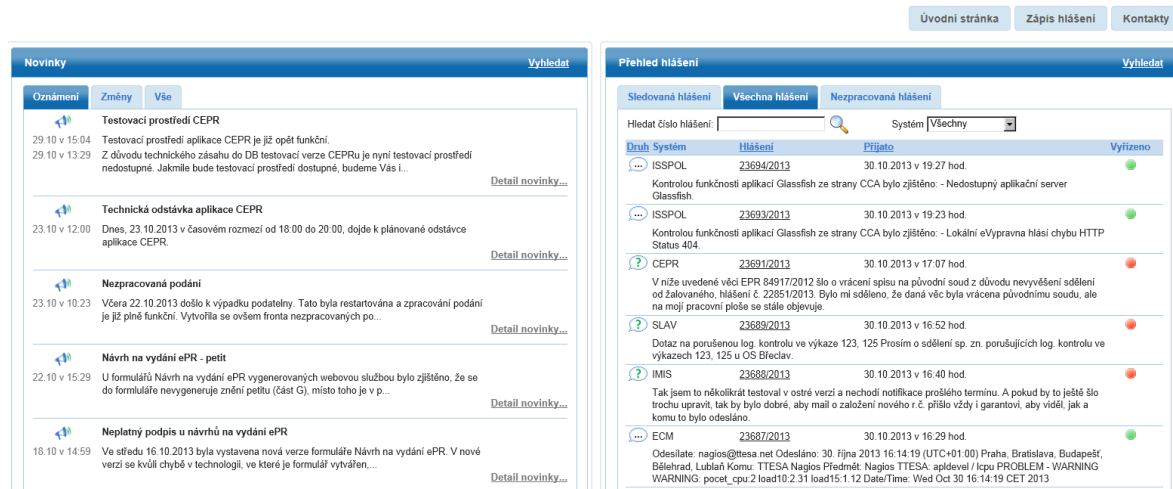 Úvodní stránka Zápis hlášení Kontakty
Novinky Vyhledat
Oznámení Změny Vše
Testovací prostředí CEPR
29.10 v 15:04 Testovací prostředí aplikace CEPR je již opět funkční.
29.10 v 13:29 Z důvodu technického zásahu do DB testovací verze CEPRu je nyní testovací prostředí
nedostupné. Jakmile bude testovací prostředí dostupné, budeme Vás i...
Detail novinky...
Technická odstávka aplikace CEPR
23.10 v 12:00 Dnes, 23.10.2013 v časovém rozmezí od 18:00 do 20:00, dojde k plánované odstávce
aplikace CEPR.
Detail novinky...
Nezpracovaná podání
23.10 v 10:23 Včera 22.10.2013 došlo k výpadku podatelny. Tato byla restartována a zpracování podání
je již plně funkční. Vytvořila se ovšem fronta nezpracovaných po...
Detail novinky...
Návrh na vydání ePR - petit
22.10 v 15:29 U formulářů Návrh na vydání ePR vygenerovaných webovou službou bylo zjištěno, že se
do formuláře nevygeneruje znění petitu (část G), místo toho je v p...
Detail novinky...
Neplatný podpis u návrhů na vydání ePR
18.10 v 14:59 Ve středu 16.10.2013 byla vystavena nová verze formuláře Návrh na vydání ePR. V nové
verzi se kvůli chybě v technologii, ve které je formulář vytvářen,...
Detail novinky...
Přehled hlášení Vyhledat
Sledovaná hlášení Všechna hlášení Nezpracovaná hlášení
Hledat číslo hlášení: Systém Všechny
Druh Systém Hlášení Přijato Vyřízeno
ISSPOL 23694/2013 30.10.2013 v 19:27 hod.
Kontrolou funkčnosti aplikací Glassfish ze strany CCA bylo zjištěno: - Nedostupný aplikační server
Glassfish.
ISSPOL 23693/2013 30.10.2013 v 19:23 hod.
Kontrolou funkčnosti aplikací Glassfish ze strany CCA bylo zjištěno: - Lokální eVypravna hlásí chybu HTTP
Status 404.
CEPR 23691/2013 30.10.2013 v 17:07 hod.
V níže uvedené věci EPR 84917/2012 šlo o vrácení spisu na původní soud z důvodu nevyvěšení sdělení
od žalovaného, hlášení č. 22851/2013. Bylo mi sděleno, že daná věc byla vrácena původnímu soudu, ale
na mojí pracovní ploše se stále objevuje.
SLAV 23689/2013 30.10.2013 v 16:52 hod.
Dotaz na porušenou log. kontrolu ve výkaze 123, 125 Prosím o sdělení sp. zn. porušujících log. kontrolu ve
výkazech 123, 125 u OS Břeclav.
IMIS 23688/2013 30.10.2013 v 16:40 hod.
Tak jsem to několikrát testoval v ostré verzi a nechodí notifikace prošlého termínu. A pokud by to ještě šlo
trochu upravit, tak by bylo dobré, aby mail o založení nového r.č. přišlo vždy i garantovi, aby viděl, jak a
komu to bylo odesláno.
ECM 23687/2013 30.10.2013 v 16:29 hod.
Odesílate: nagios@ttesa.net Odesláno: 30. října 2013 16:14:19 (UTC+01:00) Praha, Bratislava, Budapešť,
Bělehrad, Lublaň Komu: TTESA Nagios Předmět: Nagios TTESA: apldevel / lcpu PROBLEM - WARNING
WARNING: pocet_cpu:2 load10:2.31 load15:1.12 Date/Time: Wed Oct 30 16:14:19 CET 2013